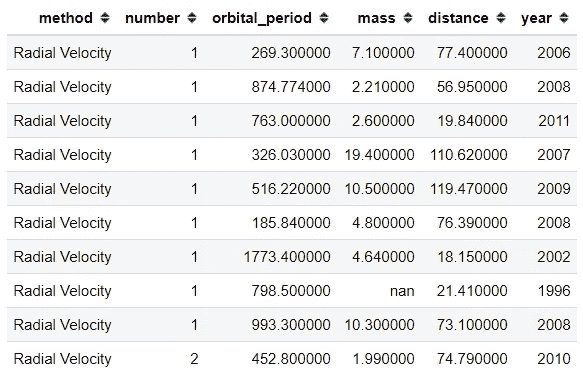 method number orbital_period mass distance year
Radial Velocity 1 269.300000 7.100000 77.400000 2006
Radial Velocity 1 874.774000 2.210000 56.950000 2008
Radial Velocity 1 763.000000 2.600000 19.840000 2011
Radial Velocity 1 326.030000 19.400000 110.620000 2007
Radial Velocity 1 516.220000 10.500000 119.470000 2009
Radial Velocity 1 185.840000 4.800000 76.390000 2008
Radial Velocity 1 1773.400000 4.640000 18.150000 2002
Radial Velocity 1 798.500000 nan 21.410000 1996
Radial Velocity 1 993.300000 10.300000 73.100000 2008
Radial Velocity 2 452.800000 1.990000 74.790000 2010